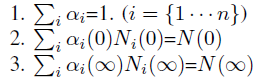 1. ∑ᵢ αᵢ=1. (i = {1···n})
2. ∑ᵢ αᵢ(0)Nᵢ(0)=N(0)
3. ∑ᵢ αᵢ(∞)Nᵢ(∞)=N(∞)